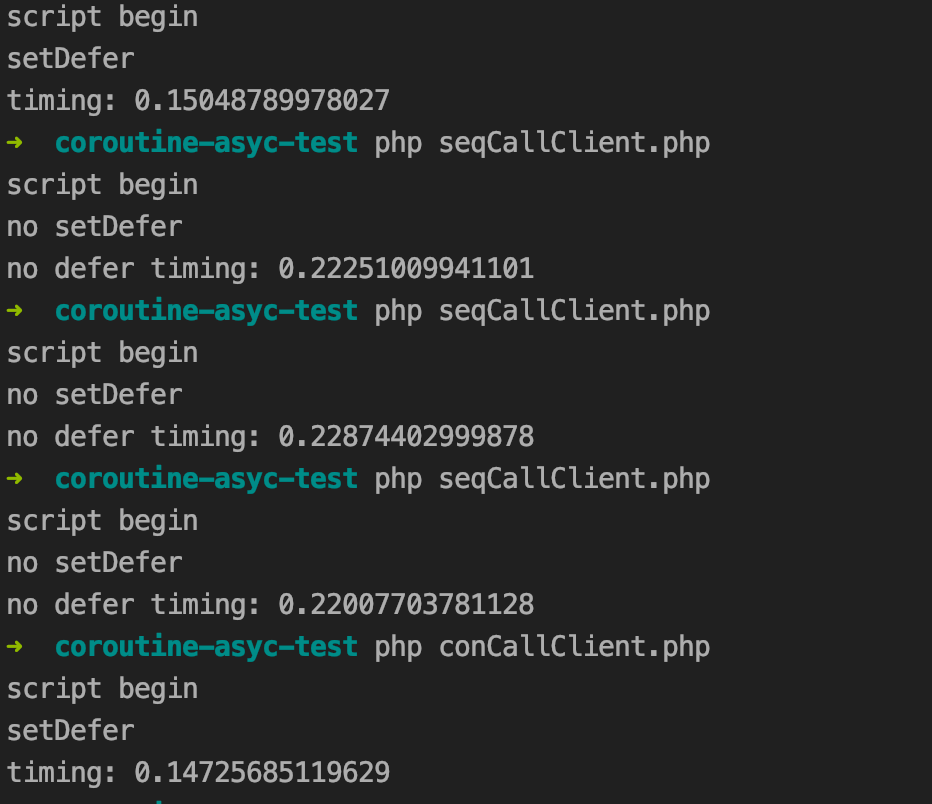 script begin
setDefer
timing: 0.15048789978027
➜ coroutine-asyc-test php seqCallClient.php
script begin
no setDefer
no defer timing: 0.22251009941101
➜ coroutine-asyc-test php seqCallClient.php
script begin
no setDefer
no defer timing: 0.22874402999878
➜ coroutine-asyc-test php seqCallClient.php
script begin
no setDefer
no defer timing: 0.22007703781128
➜ coroutine-asyc-test php conCallClient.php
script begin
setDefer
timing: 0.14725685119629